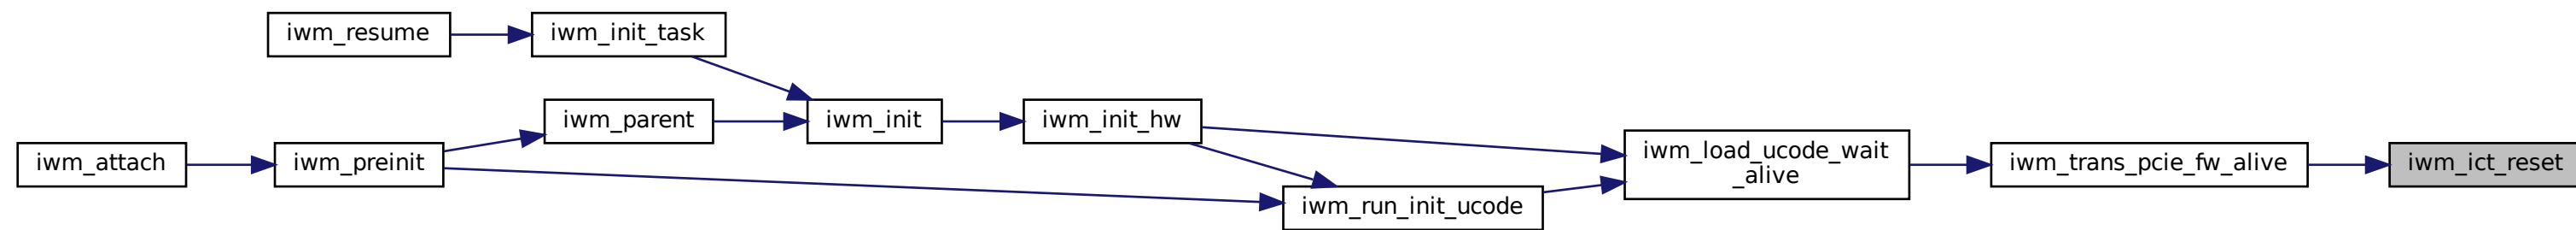 iwm_resume
iwm_init_task
iwm_parent
iwm_init
iwm_init_hw
iwm_load_ucode_wait
_alive
iwm_trans_pcie_fw_alive
iwm_ict_reset
iwm_attach
iwm_preinit
iwm_run_init_ucode